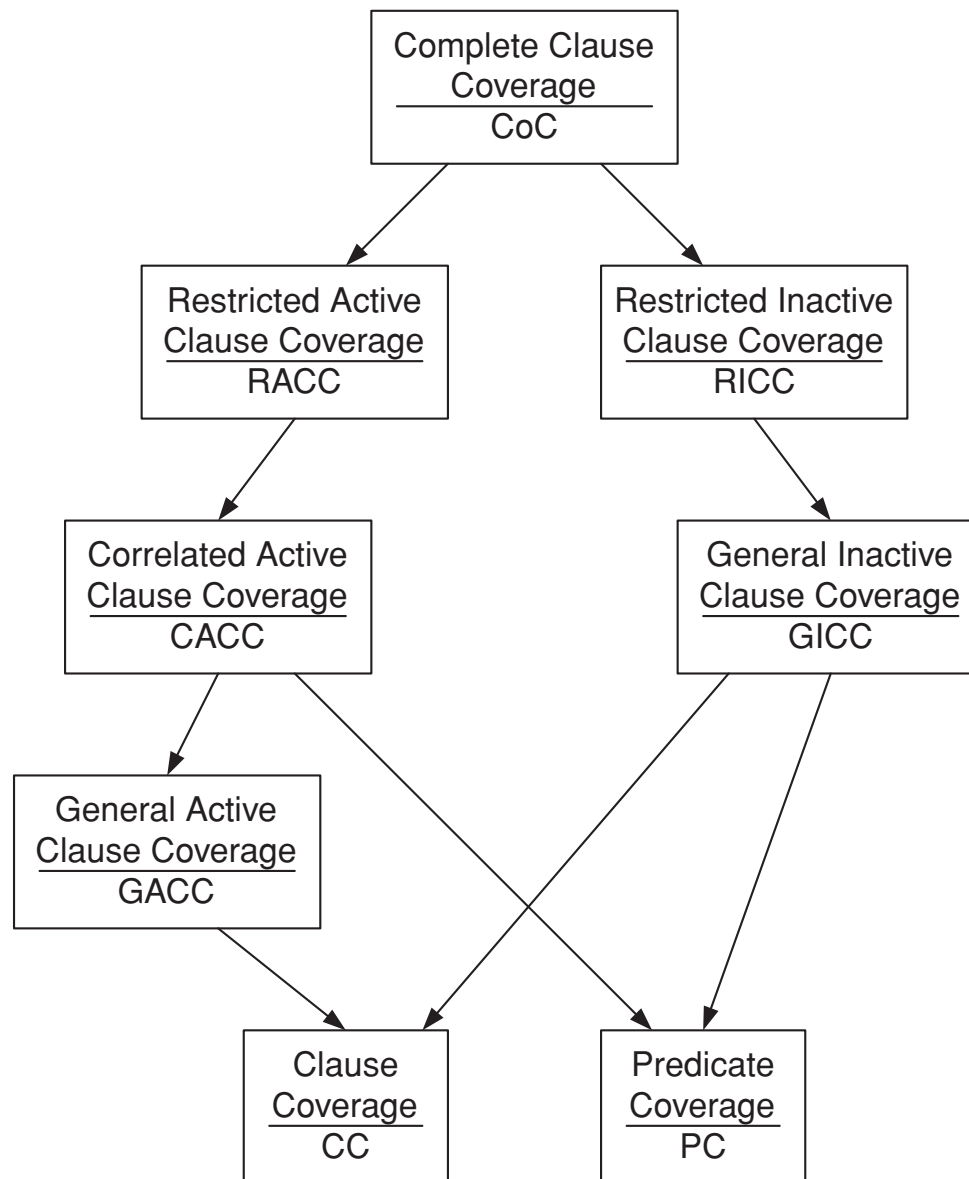 Complete Clause
Coverage
CoC
Restricted Active
Clause Coverage
RACC
Restricted Inactive
Clause Coverage
RICC
Correlated Active
Clause Coverage
CACC
General Inactive
Clause Coverage
GICC
General Active
Clause Coverage
GACC
Clause
Coverage
CC
Predicate
Coverage
PC